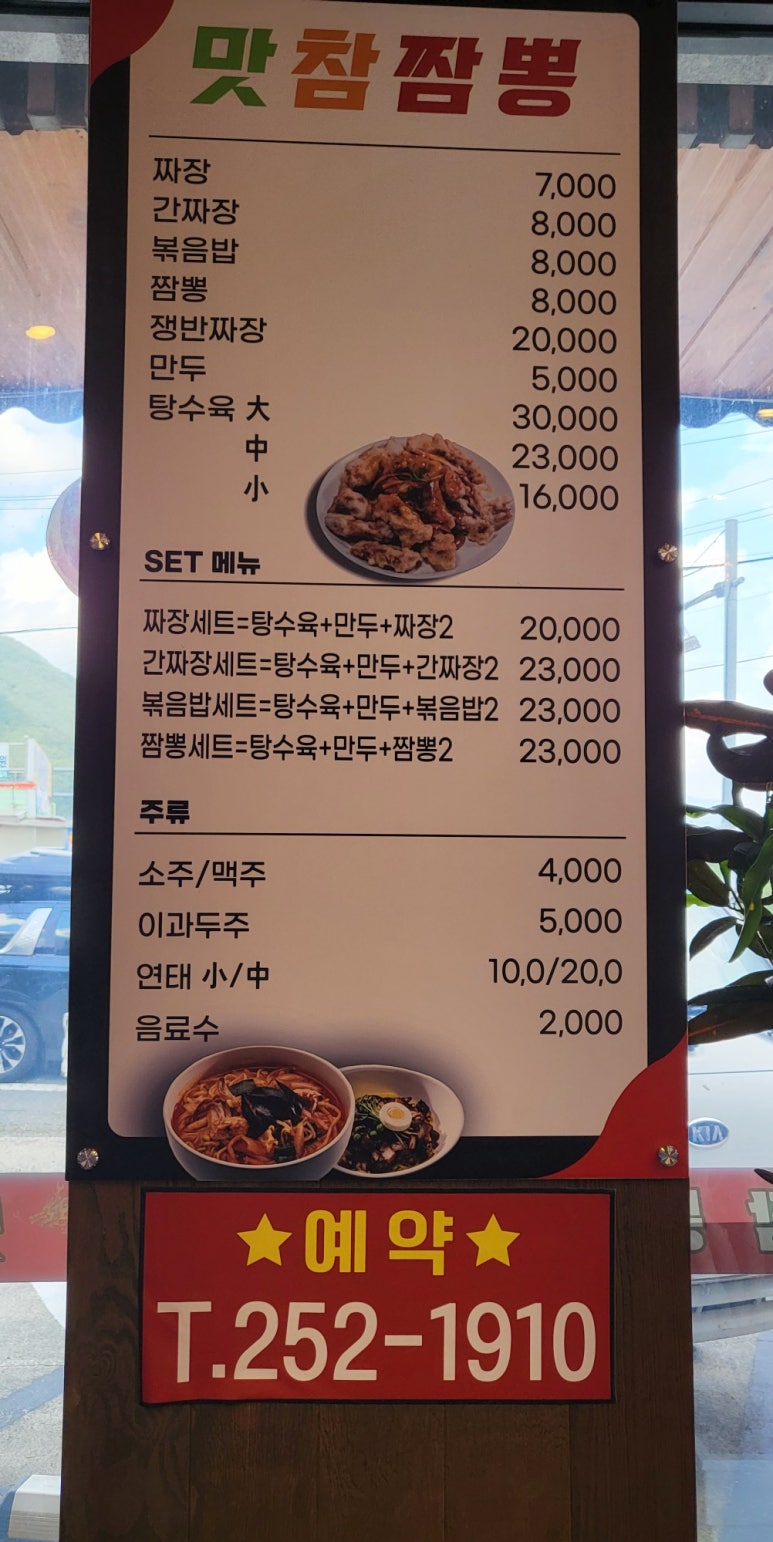 맛참짬뽕
짜장 7,000
간짜장 8,000
볶음밥 8,000
짬뽕 8,000
쟁반짜장 20,000
만두 5,000
탕수육 大 30,000
中 23,000
小 16,000
SET 메뉴
짜장세트=탕수육+만두+짜장2 20,000
간짜장세트=탕수육+만두+간짜장2 23,000
볶음밥세트=탕수육+만두+볶음밥2 23,000
짬뽕세트=탕수육+만두+짬뽕2 23,000
주류
소주/맥주 4,000
이과두주 5,000
연태 小/中 10,0/20,0
음료수 2,000
KIA
★예약★
T.252-1910